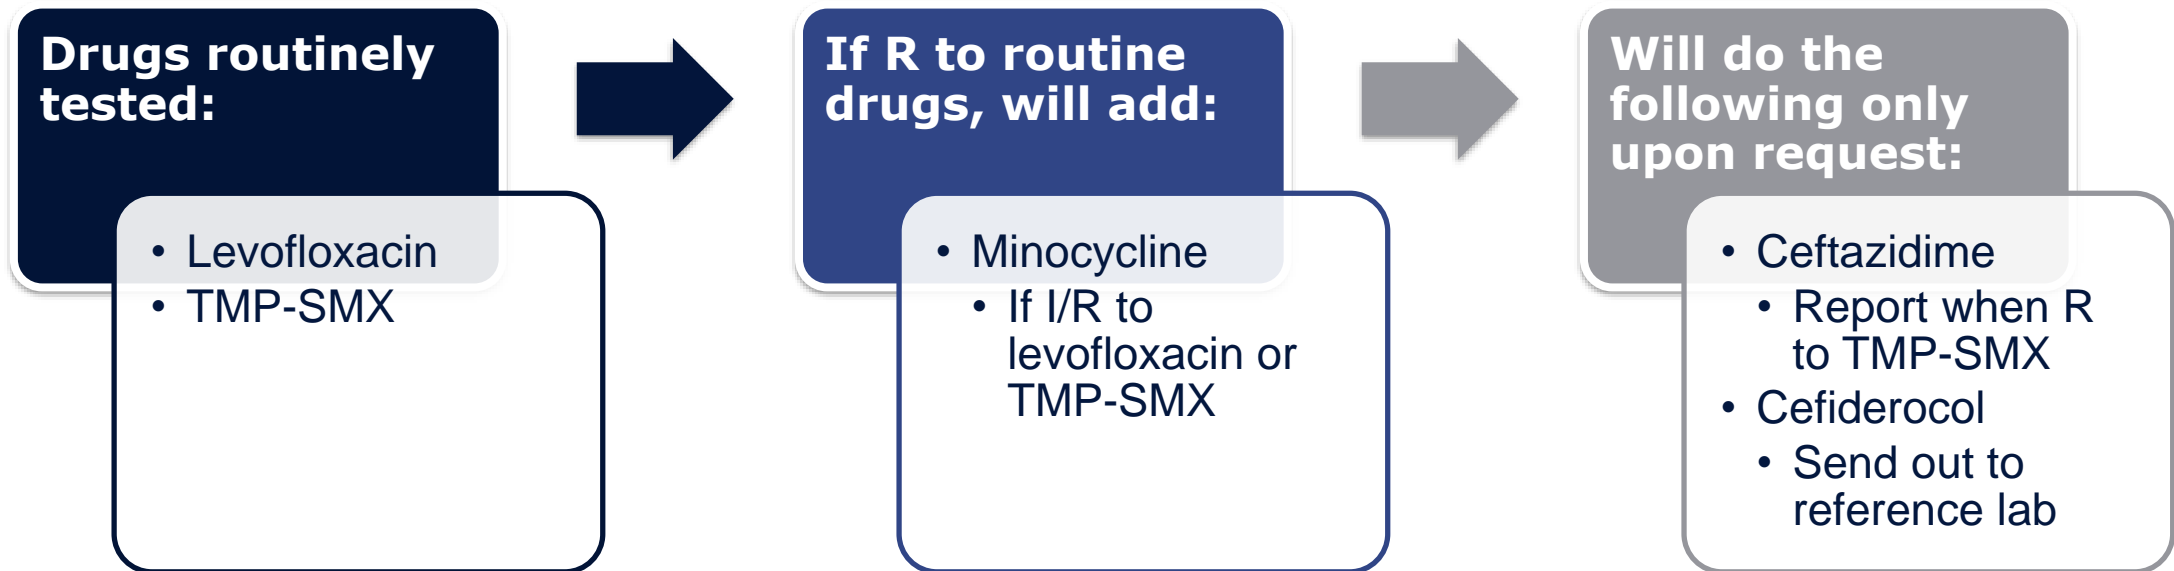 Drugs routinely
tested:
• Levofloxacin
• TMP-SMX
If R to routine
drugs, will add:
• Minocycline
• If I/R to
levofloxacin or
TMP-SMX
Will do the
following only
upon request:
• Ceftazidime
• Report when R
to TMP-SMX
• Cefiderocol
• Send out to
reference lab